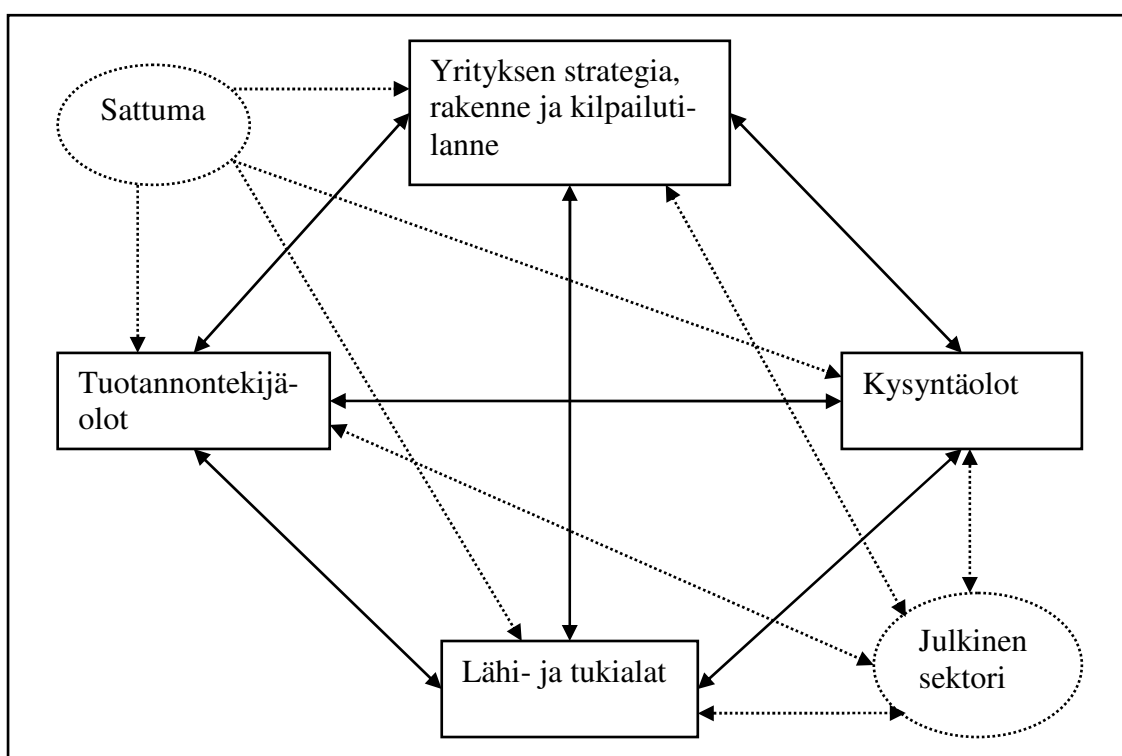 Sattuma
Yrityksen strategia,
rakenne ja kilpailuti-
lanne
Tuotannontekijä-
olot
Kysyntäolot
Lähi- ja tukialat
Julkinen
sektori